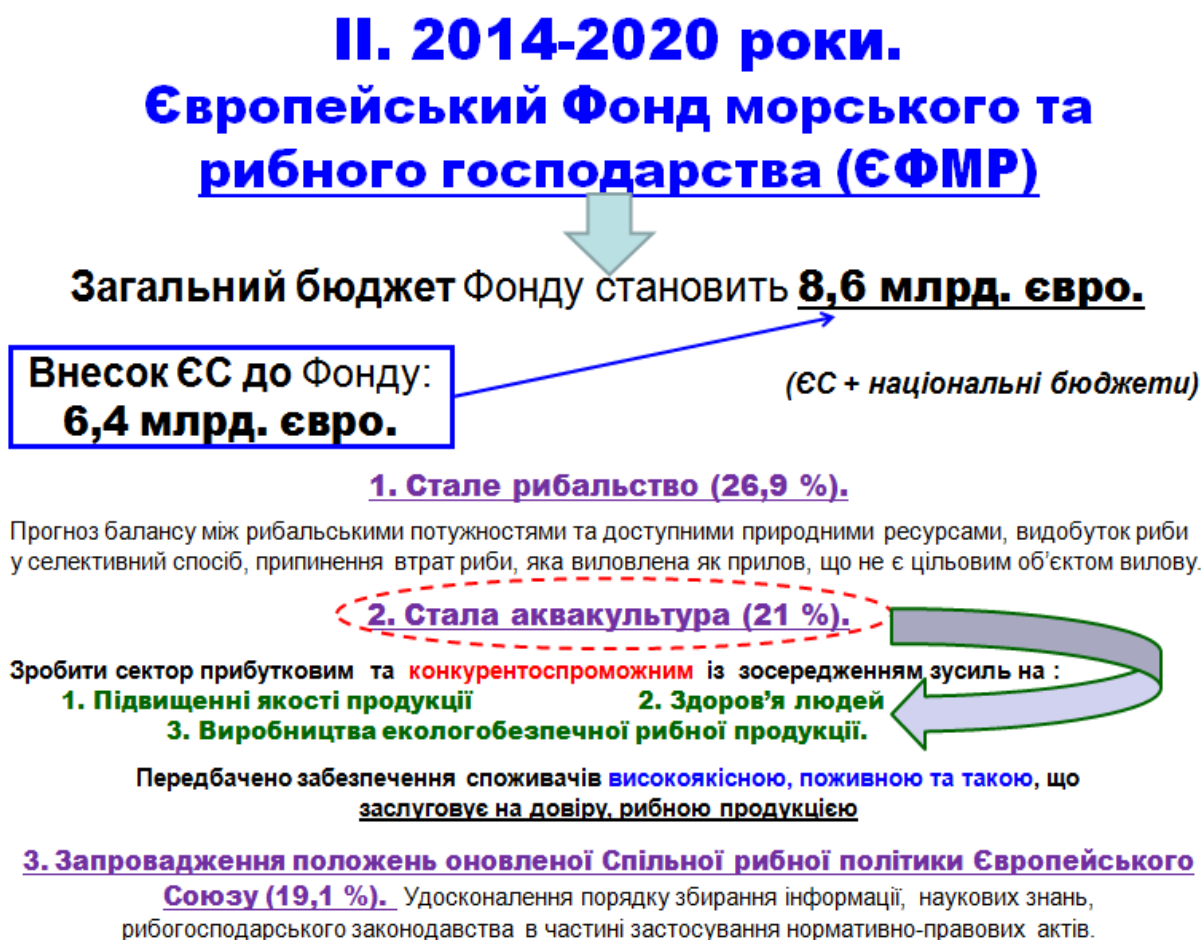 II. 2014-2020 роки.
Європейський Фонд морського та
рибного господарства (ЄФМР)
Загальний бюджет Фонду становить 8,6 млрд. євро.
Внесок ЄС до Фонду:
6,4 млрд. євро.
(ЄС + національні бюджети)
1. Стале рибальство (26,9 %).
Прогноз балансу між рибальськими потужностями та доступними природними ресурсами, видобуток риби
у селективний спосіб, припинення втрат риби, яка виловлена як прилов, що не є цільовим об’єктом вилову.
2. Стала аквакультура (21 %).
Зробити сектор прибутковим та конкурентоспроможним із зосередженням зусиль на :
1. Підвищенні якості продукції 2. Здоров’я людей
3. Виробництва екологобезпечної рибної продукції.
Передбачено забезпечення споживачів високоякісною, поживною та такою, що
заслуговує на довіру, рибною продукцією
3. Запровадження положень оновленої Спільної рибної політики Європейського
Союзу (19,1 %). Удосконалення порядку збирання інформації, наукових знань,
рибогосподарського законодавства в частині застосування нормативно-правових актів.